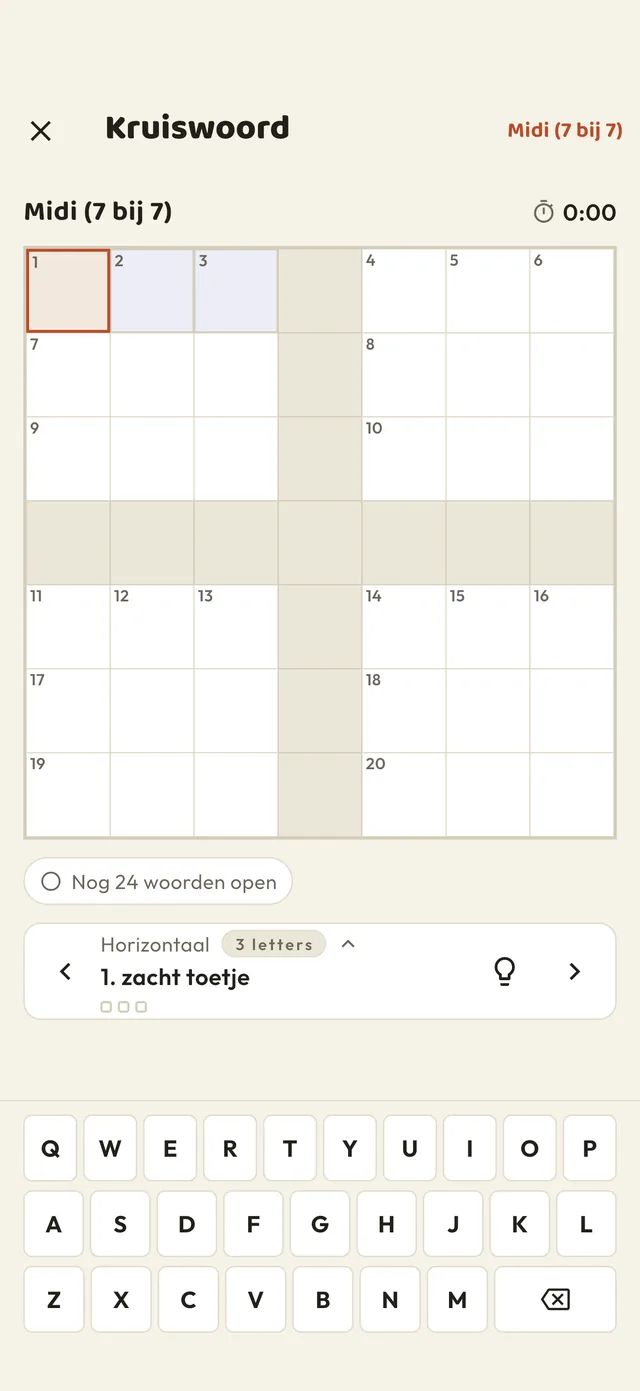 Kruiswoord
Midi (7 bij 7)
Midi (7 bij 7)
0:00
1 2 3 4 5 6
7 8
9 10
11 12 13 14 15 16
17 18
19 20
Nog 24 woorden open
Horizontaal 3 letters
1. zacht toetje
Q W E R T Y U I O P
A S D F G H J K L
Z X C V B N M